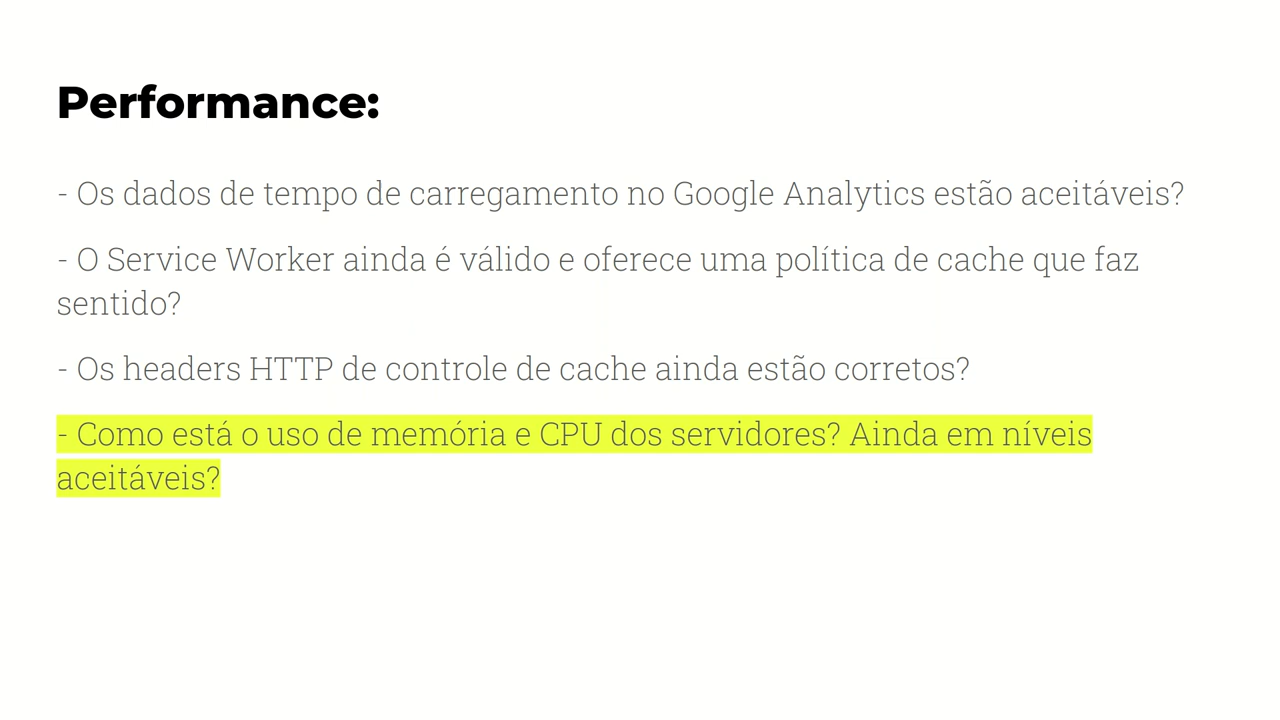 Performance:
- Os dados de tempo de carregamento no Google Analytics estão aceitáveis?
- O Service Worker ainda é válido e oferece uma política de cache que faz
sentido?
- Os headers HTTP de controle de cache ainda estão corretos?
- Como está o uso de memória e CPU dos servidores? Ainda em níveis
aceitáveis?